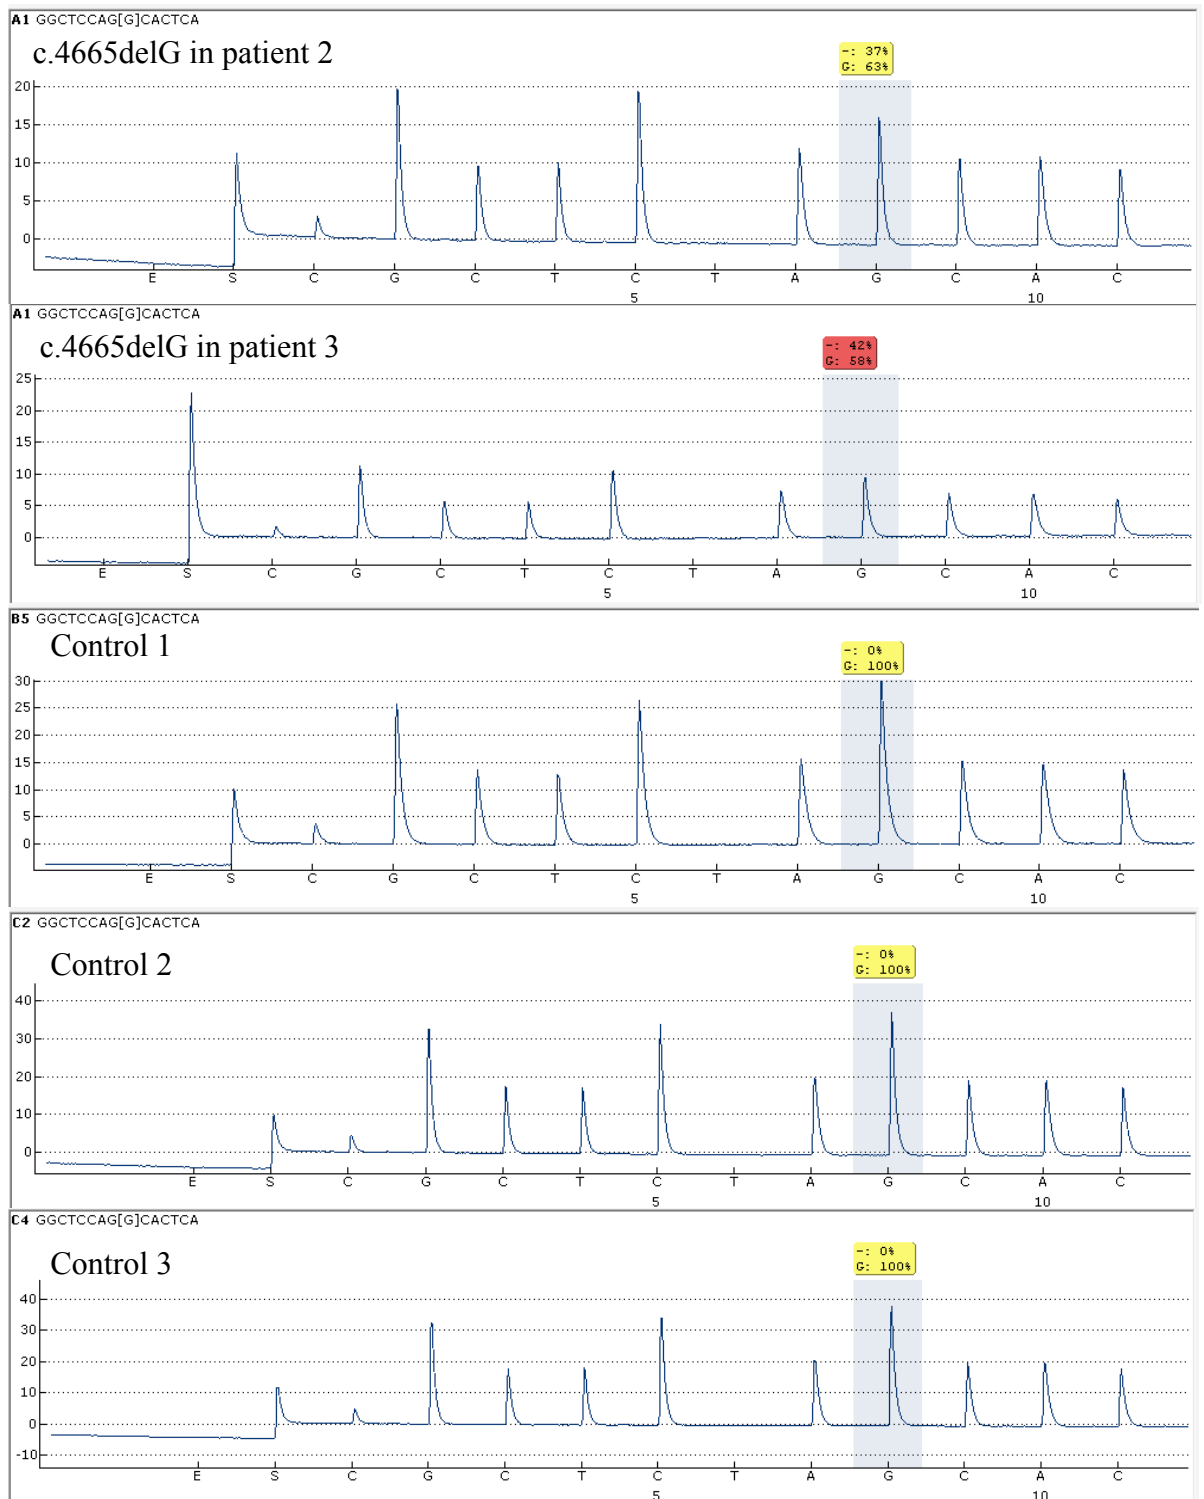 A1 GGCTCCAG[G]CACTCA
c.4665delG in patient 2
-: 37%
G: 63%
20
15
10
5
0
E S C G C T C T A G C A C
5 10
A1 GGCTCCAG[G]CACTCA
c.4665delG in patient 3
-: 42%
G: 58%
25
20
15
10
5
0
E S C G C T C T A G C A C
5 10
B5 GGCTCCAG[G]CACTCA
Control 1
-: 0%
G: 100%
30
25
20
15
10
5
0
E S C G C T C T A G C A C
5 10
C2 GGCTCCAG[G]CACTCA
Control 2
-: 0%
G: 100%
40
30
20
10
0
E S C G C T C T A G C A C
5 10
C4 GGCTCCAG[G]CACTCA
Control 3
-: 0%
G: 100%
40
30
20
10
0
-10
E S C G C T C T A G C A C
5 10